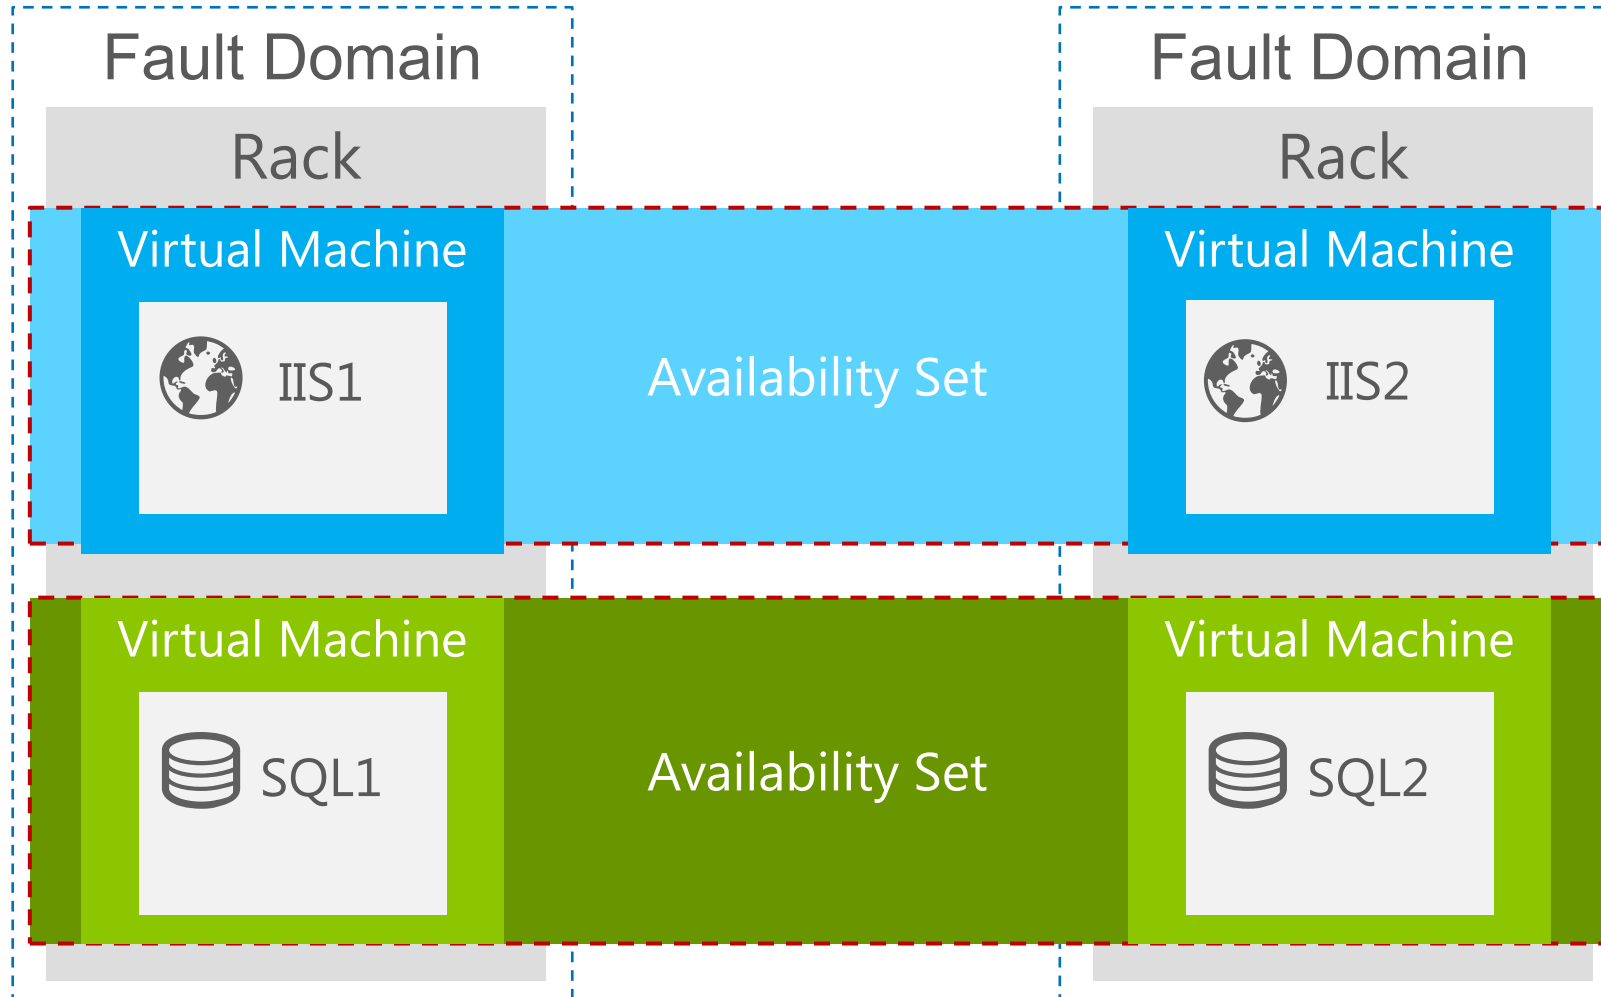 Fault Domain
Fault Domain
Rack
Rack
Virtual Machine
Virtual Machine
IIS1
Availability Set
IIS2
Virtual Machine
Virtual Machine
SQL1
Availability Set
SQL2